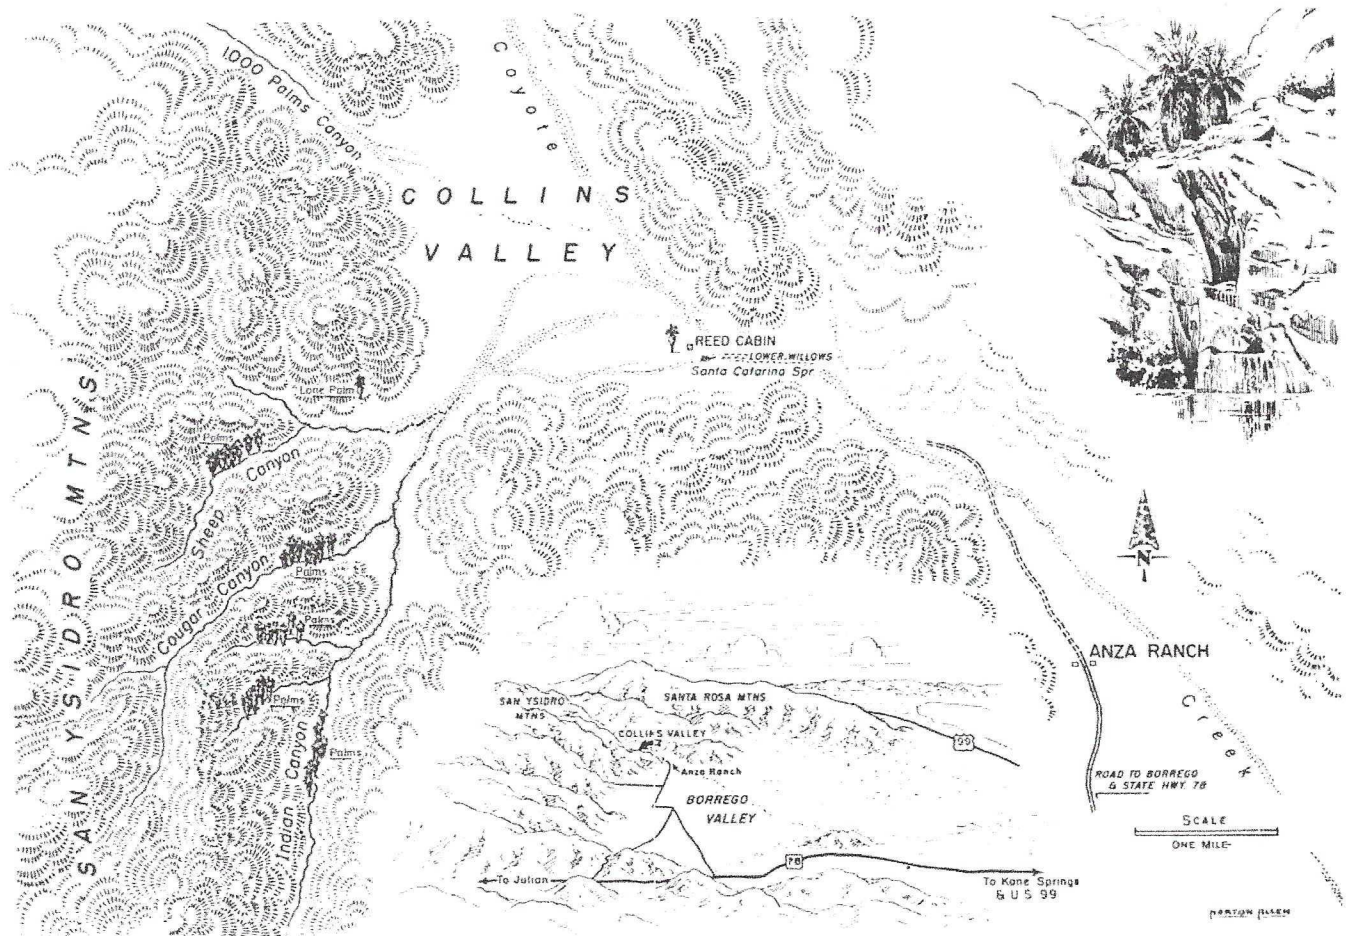 1000 Palms Canyon
Coyote
COLLINS
VALLEY
REED CABIN
LOWER WILLOWS
Santa Catarina Spr
Lone Palm
Palms
Sheep Canyon
Cougar Canyon
Palms
Palms
Palms
Palms
Indian Canyon
SAN YSIDRO MTNS
N
ANZA RANCH
Creek
ROAD TO BORREGO
& STATE HWY. 78
SCALE
ONE MILE
SAN YSIDRO
MTNS
SANTA ROSA MTNS
COLLINS VALLEY
99
Anza Ranch
BORREGO
VALLEY
78
To Julian
To Kane Springs
& U S 99
NORTON ALLEN